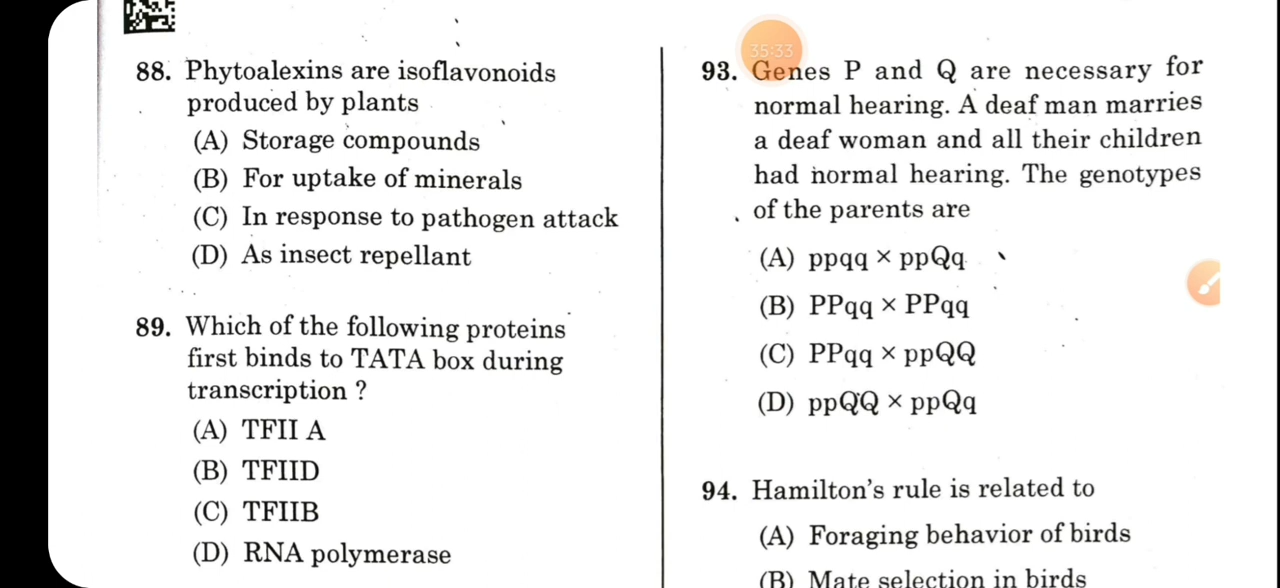 88. Phytoalexins are isoflavonoids
produced by plants
(A) Storage compounds
(B) For uptake of minerals
(C) In response to pathogen attack
(D) As insect repellant
89. Which of the following proteins
first binds to TATA box during
transcription ?
(A) TFII A
(B) TFIID
(C) TFIIB
(D) RNA polymerase
35:33
93. Genes P and Q are necessary for
normal hearing. A deaf man marries
a deaf woman and all their children
had normal hearing. The genotypes
of the parents are
(A) ppqq × ppQq
(B) PPqq × PPqq
(C) PPqq × ppQQ
(D) ppQQ × ppQq
94. Hamilton's rule is related to
(A) Foraging behavior of birds
(B) Mate selection in birds